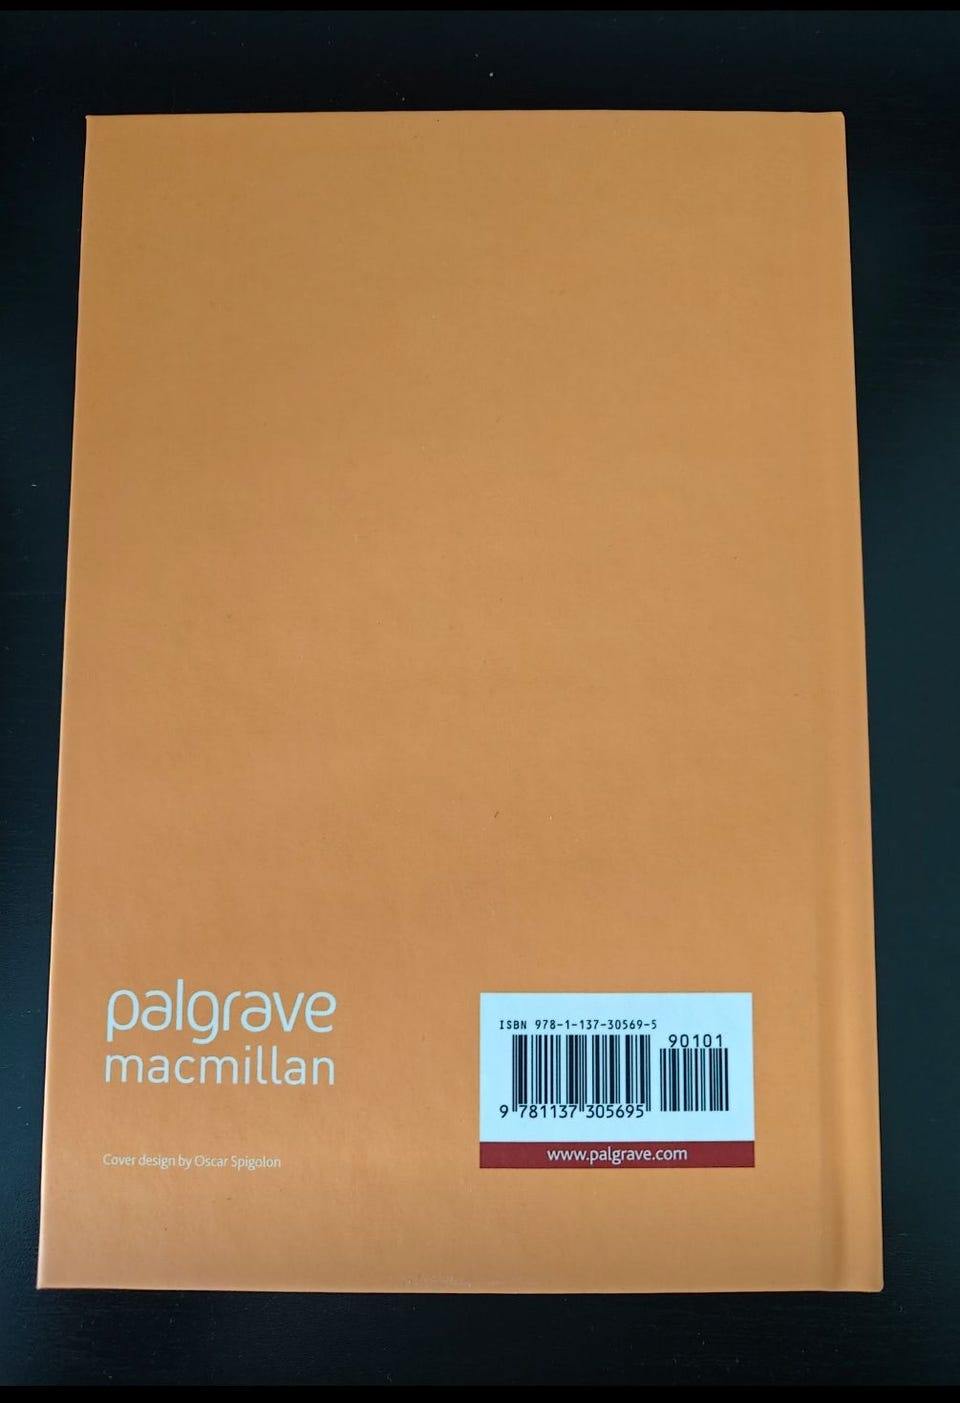 palgrave
macmillan
Cover design by Oscar Spigolon
ISBN 978-1-137-30569-5
90101
9 781137 305695
www.palgrave.com